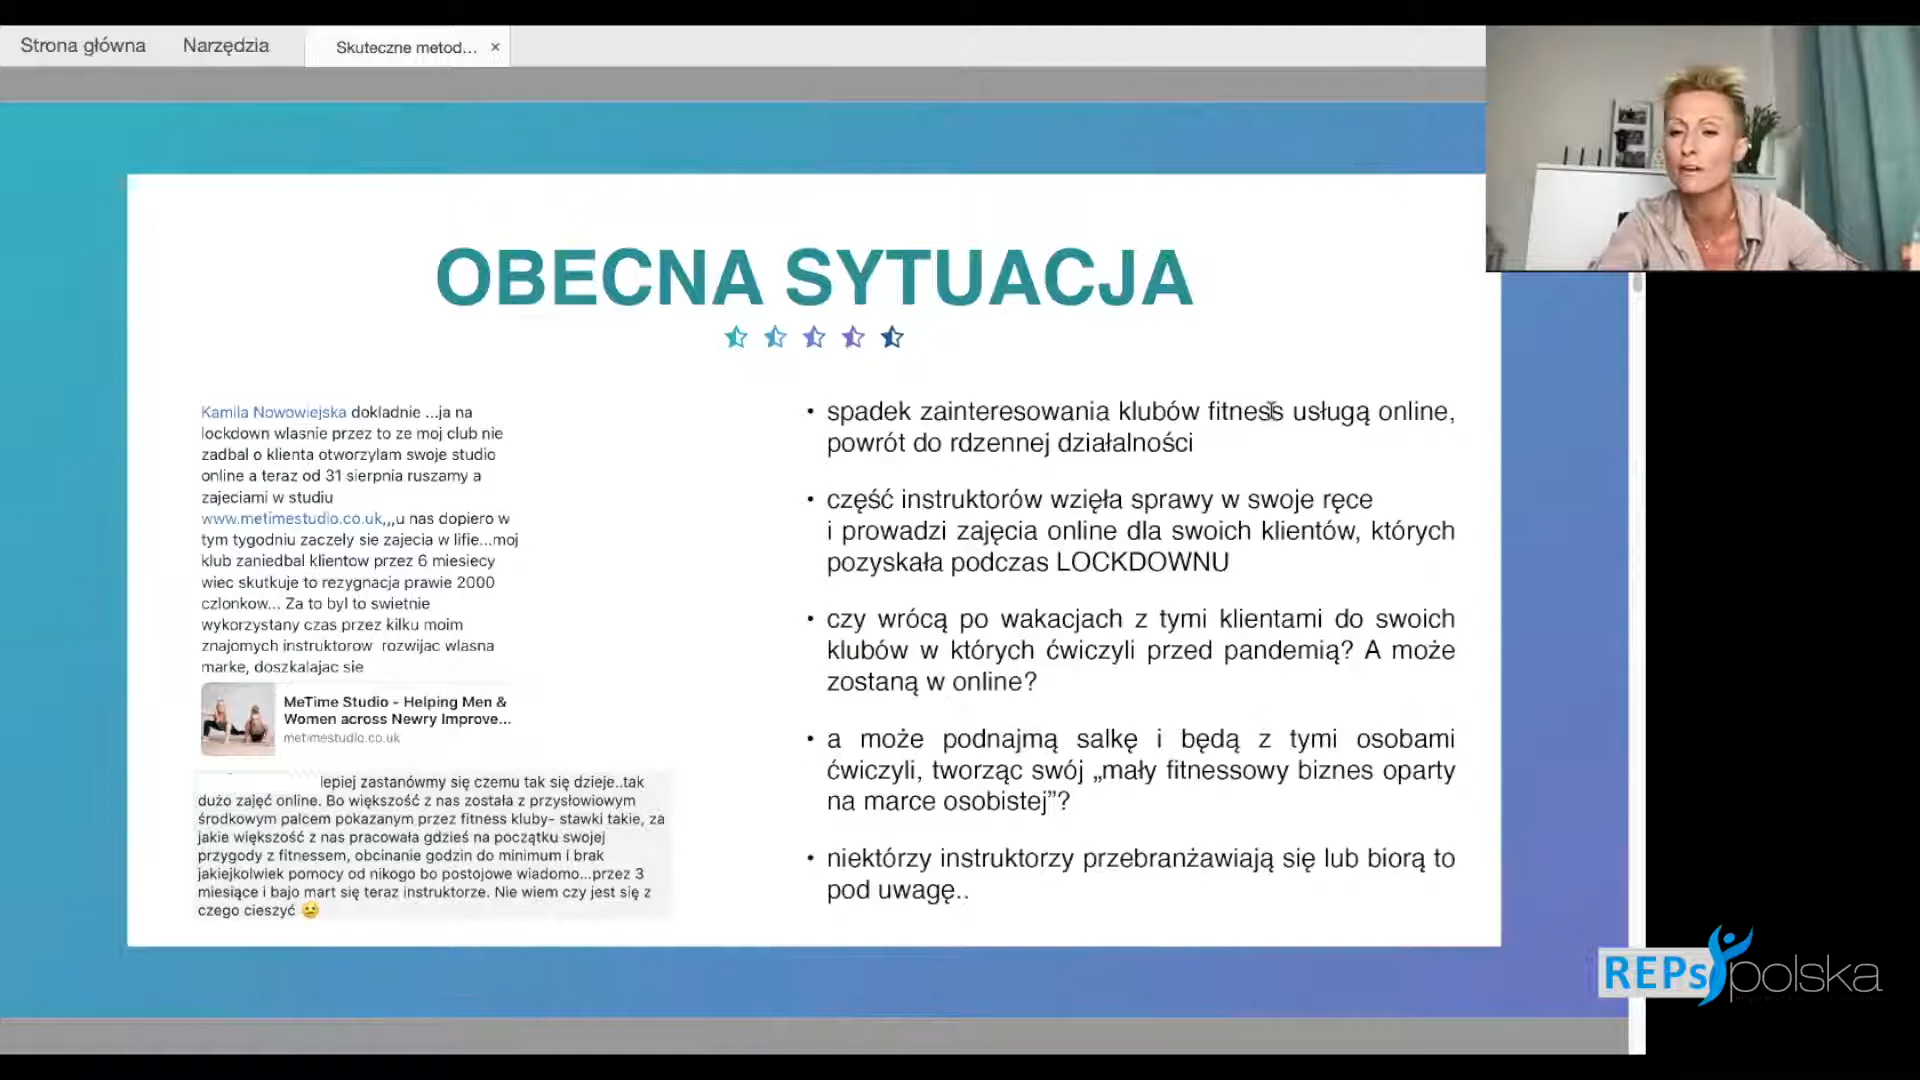 Strona główna
Narzędzia
Skuteczne metod... ×
OBECNA SYTUACJA
Kamila Nowowiejska dokladnie ...ja na
lockdown wlasnie przez to ze moj club nie
zadbal o klienta otworzylam swoje studio
online a teraz od 31 sierpnia ruszamy a
zajeciami w studiu
www.metimestudio.co.uk,,,u nas dopiero w
tym tygodniu zaczely sie zajecia w lifie...moj
klub zaniedbal klientow przez 6 miesiecy
wiec skutkuje to rezygnacja prawie 2000
czlonkow... Za to byl to swietnie
wykorzystany czas przez kilku moim
znajomych instruktorow rozwijac wlasna
marke, doszkalajac sie
MeTime Studio - Helping Men &
Women across Newry Improve...
metimestudio.co.uk
lepiej zastanówmy się czemu tak się dzieje..tak
dużo zajęć online. Bo większość z nas została z przysłowiowym
środkowym palcem pokazanym przez fitness kluby- stawki takie, za
jakie większość z nas pracowała gdzieś na początku swojej
przygody z fitnessem, obcinanie godzin do minimum i brak
jakiejkolwiek pomocy od nikogo bo postojowe wiadomo...przez 3
miesiące i bajo mart się teraz instruktorze. Nie wiem czy jest się z
czego cieszyć 😕
• spadek zainteresowania klubów fitness usługą online,
powrót do rdzennej działalności
• część instruktorów wzięła sprawy w swoje ręce
i prowadzi zajęcia online dla swoich klientów, których
pozyskała podczas LOCKDOWNU
• czy wrócą po wakacjach z tymi klientami do swoich
klubów w których ćwiczyli przed pandemią? A może
zostaną w online?
• a może podnajmą salkę i będą z tymi osobami
ćwiczyli, tworząc swój „mały fitnessowy biznes oparty
na marce osobistej”?
• niektórzy instruktorzy przebranżawiają się lub biorą to
pod uwagę..
REPs polska